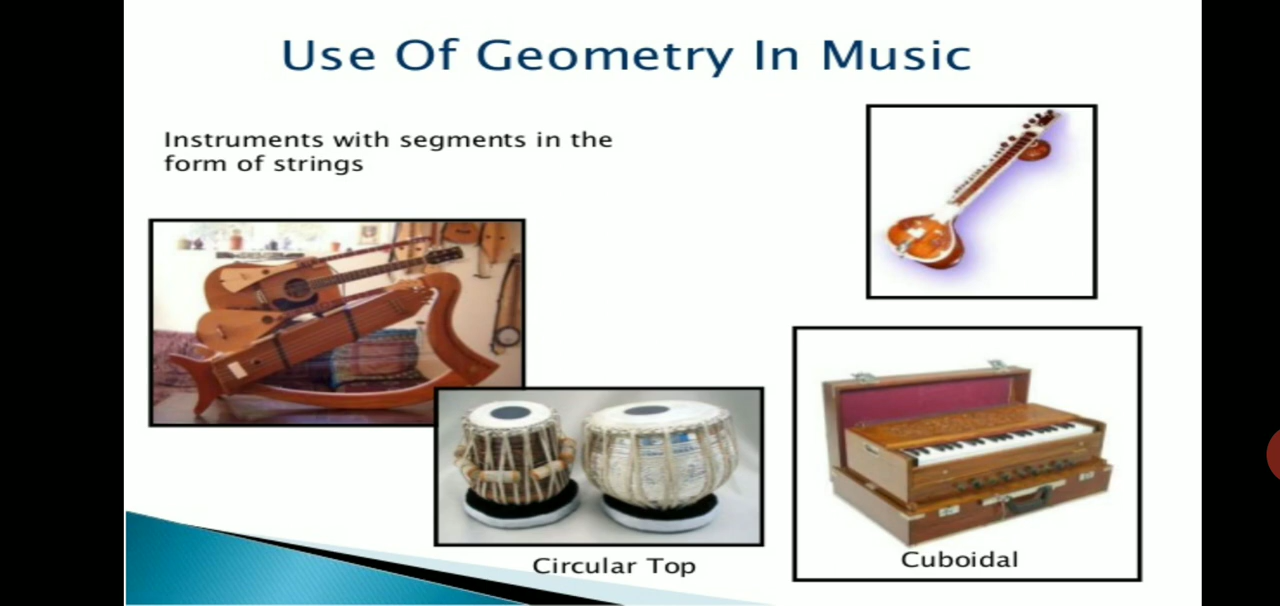 Use Of Geometry In Music
Instruments with segments in the
form of strings
Circular Top
Cuboidal